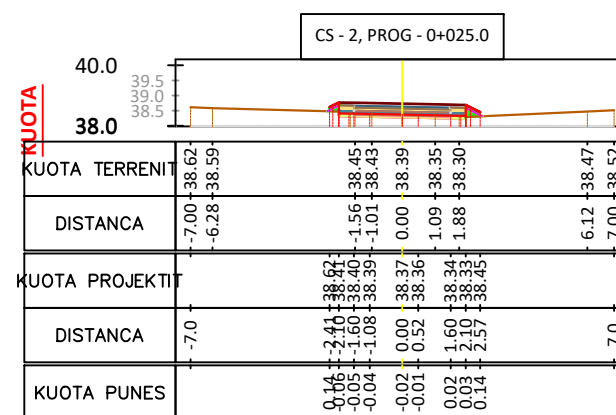 CS - 2, PROG - 0+025.0
KUOTA
40.0
39.5
39.0
38.5
38.0
KUOTA TERRENIT 38.62 38.59 38.45 38.43 38.39 38.35 38.30 38.47 38.52
DISTANCA -7.00 -6.28 -1.56 -1.01 0.00 1.09 1.88 6.12 7.00
KUOTA PROJEKTIT 38.62 38.41 38.40 38.39 38.37 38.36 38.34 38.33 38.45
DISTANCA -7.0 -2.41 -2.10 -1.60 -1.08 0.00 0.52 1.60 2.10 2.57 7.0
KUOTA PUNES 0.14 -0.06 -0.05 -0.04 -0.02 -0.01 0.02 0.03 0.14